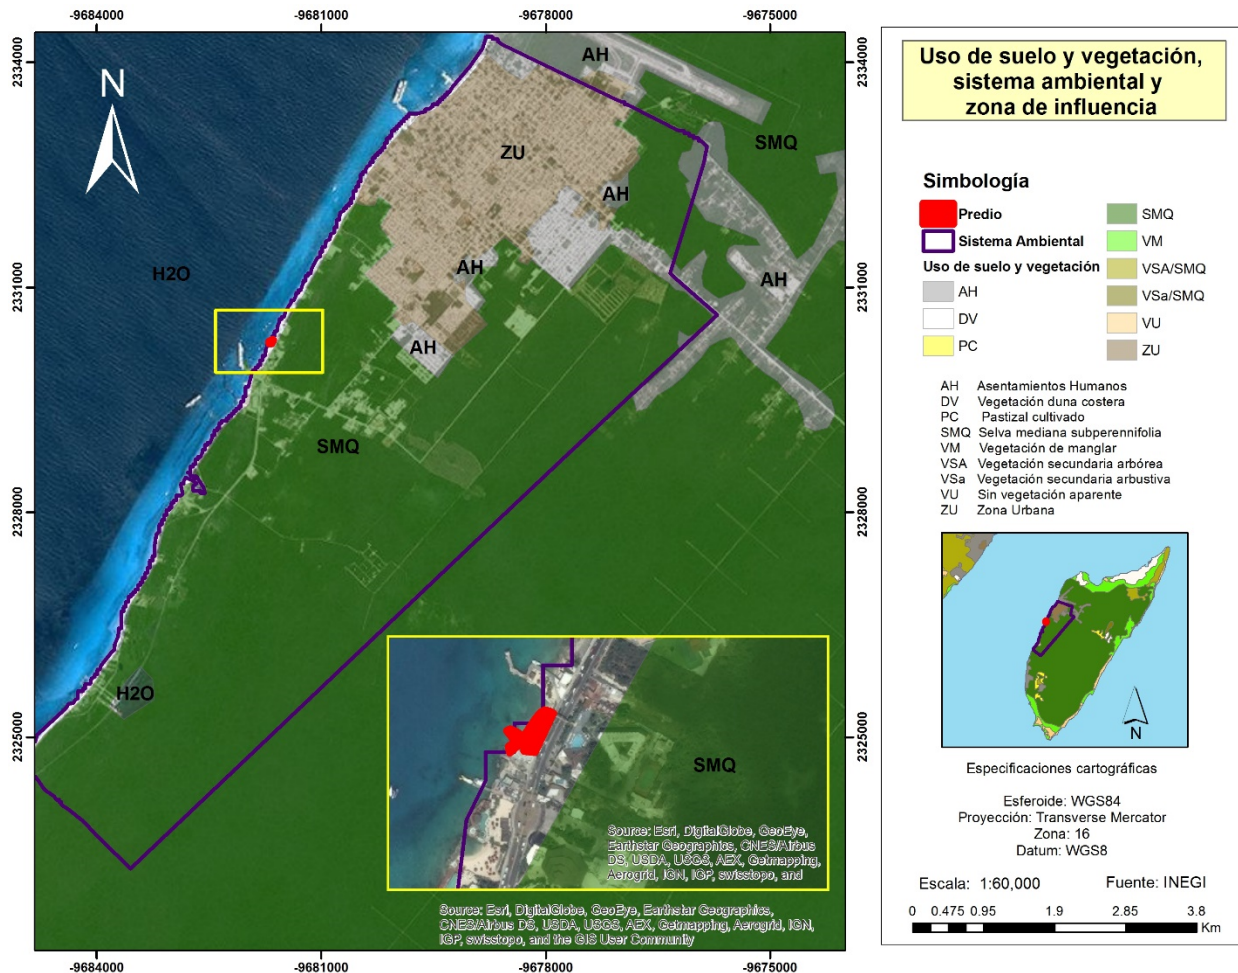 -9684000
-9681000
-9678000
-9675000
2334000
2331000
2328000
2325000
2334000
2331000
2328000
2325000
N
AH
SMQ
ZU
AH
H2O
AH
AH
AH
SMQ
H2O
SMQ
Source: Esri, DigitalGlobe, GeoEye,
Earthstar Geographics, CNES/Airbus
DS, USDA, USGS, AEX, Getmapping,
Aerogrid, IGN, IGP, swisstopo, and
Source: Esri, DigitalGlobe, GeoEye, Earthstar Geographics,
CNES/Airbus DS, USDA, USGS, AEX, Getmapping, Aerogrid, IGN,
IGP, swisstopo, and the GIS User Community
-9684000
-9681000
-9678000
-9675000
Uso de suelo y vegetación,
sistema ambiental y
zona de influencia
Simbología
Predio
Sistema Ambiental
Uso de suelo y vegetación
AH
DV
PC
SMQ
VM
VSA/SMQ
VSa/SMQ
VU
ZU
AH Asentamientos Humanos
DV Vegetación duna costera
PC Pastizal cultivado
SMQ Selva mediana subperennifolia
VM Vegetación de manglar
VSA Vegetación secundaria arbórea
VSa Vegetación secundaria arbustiva
VU Sin vegetación aparente
ZU Zona Urbana
N
Especificaciones cartográficas
Esferoide: WGS84
Proyección: Transverse Mercator
Zona: 16
Datum: WGS8
Escala: 1:60,000 Fuente: INEGI
0 0.475 0.95 1.9 2.85 3.8
Km